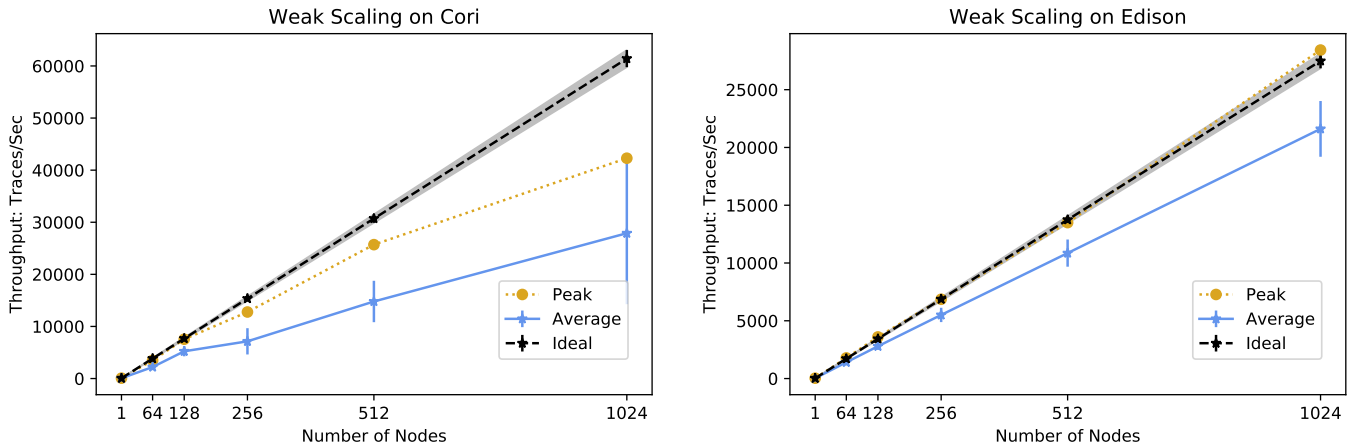 Weak Scaling on Cori
Throughput: Traces/Sec
60000
50000
40000
30000
20000
10000
0
Peak
Average
Ideal
1 64 128 256 512 1024
Number of Nodes
Weak Scaling on Edison
Throughput: Traces/Sec
25000
20000
15000
10000
5000
0
Peak
Average
Ideal
1 64 128 256 512 1024
Number of Nodes